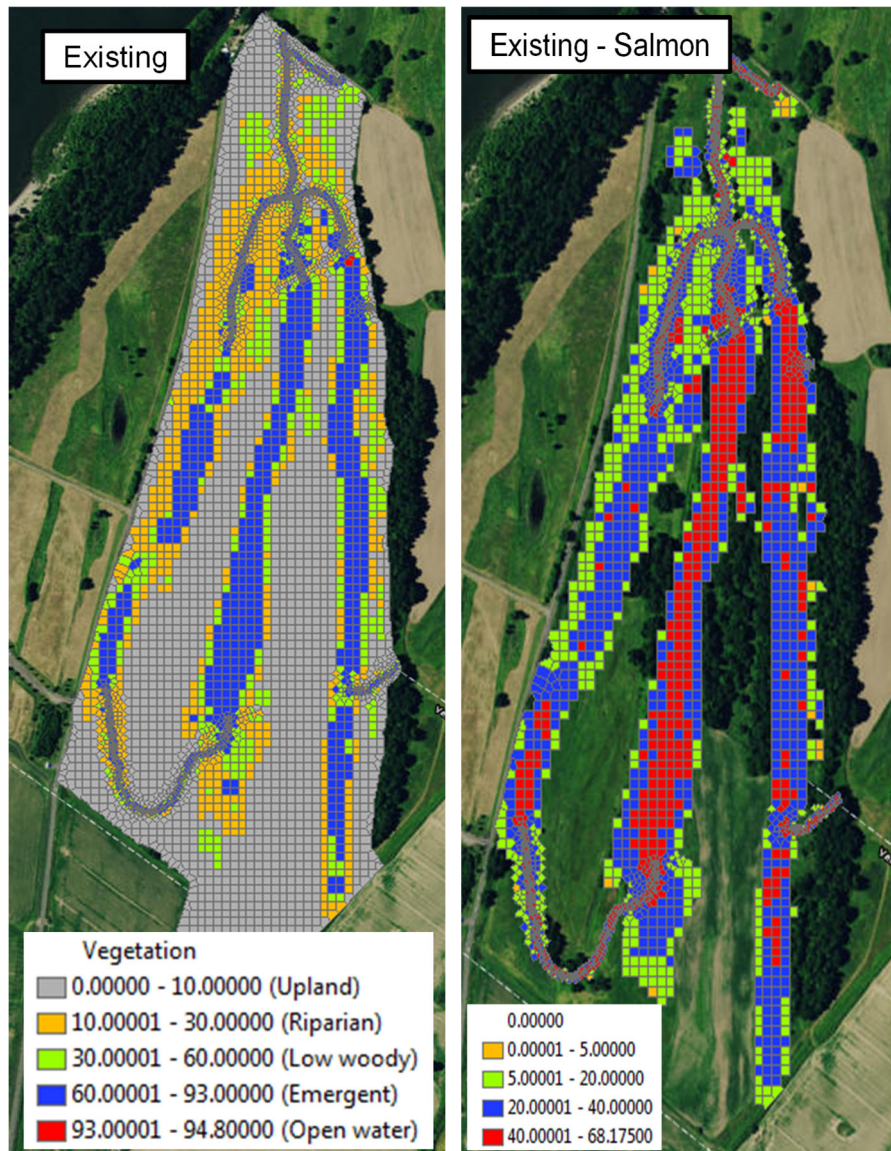 Existing
Existing - Salmon
Vegetation
0.00000 - 10.00000 (Upland)
10.00001 - 30.00000 (Riparian)
30.00001 - 60.00000 (Low woody)
60.00001 - 93.00000 (Emergent)
93.00001 - 94.80000 (Open water)
0.00000
0.00001 - 5.00000
5.00001 - 20.00000
20.00001 - 40.00000
40.00001 - 68.17500